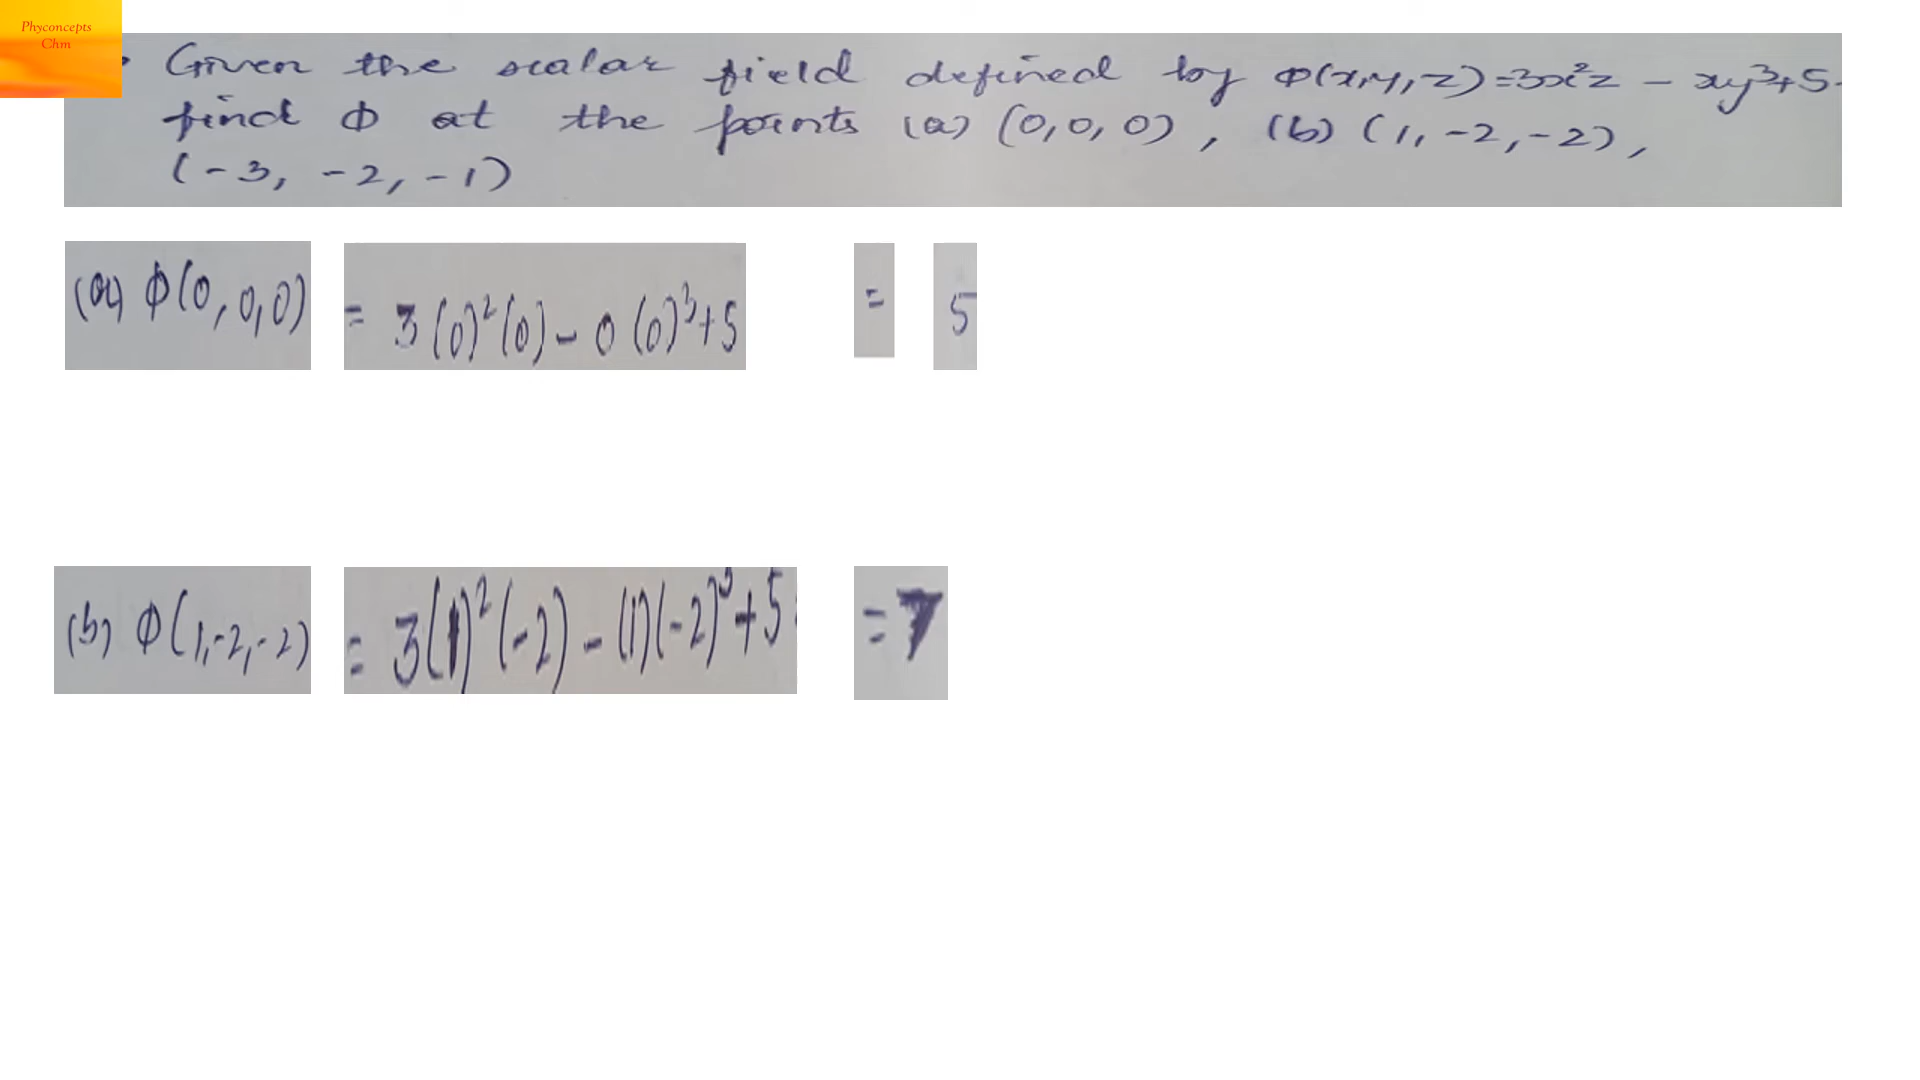 Phyconcepts
Chm
Given the scalar field defined by Φ(x,y,z)=3x²z - xy³+5.
find Φ at the points (a) (0,0,0), (b) (1,-2,-2),
(-3, -2, -1)
(a) Φ(0,0,0) = 3(0)²(0) - 0(0)³+5 = 5
(b) Φ(1,-2,-2) = 3(1)²(-2) - (1)(-2)³+5 = 7